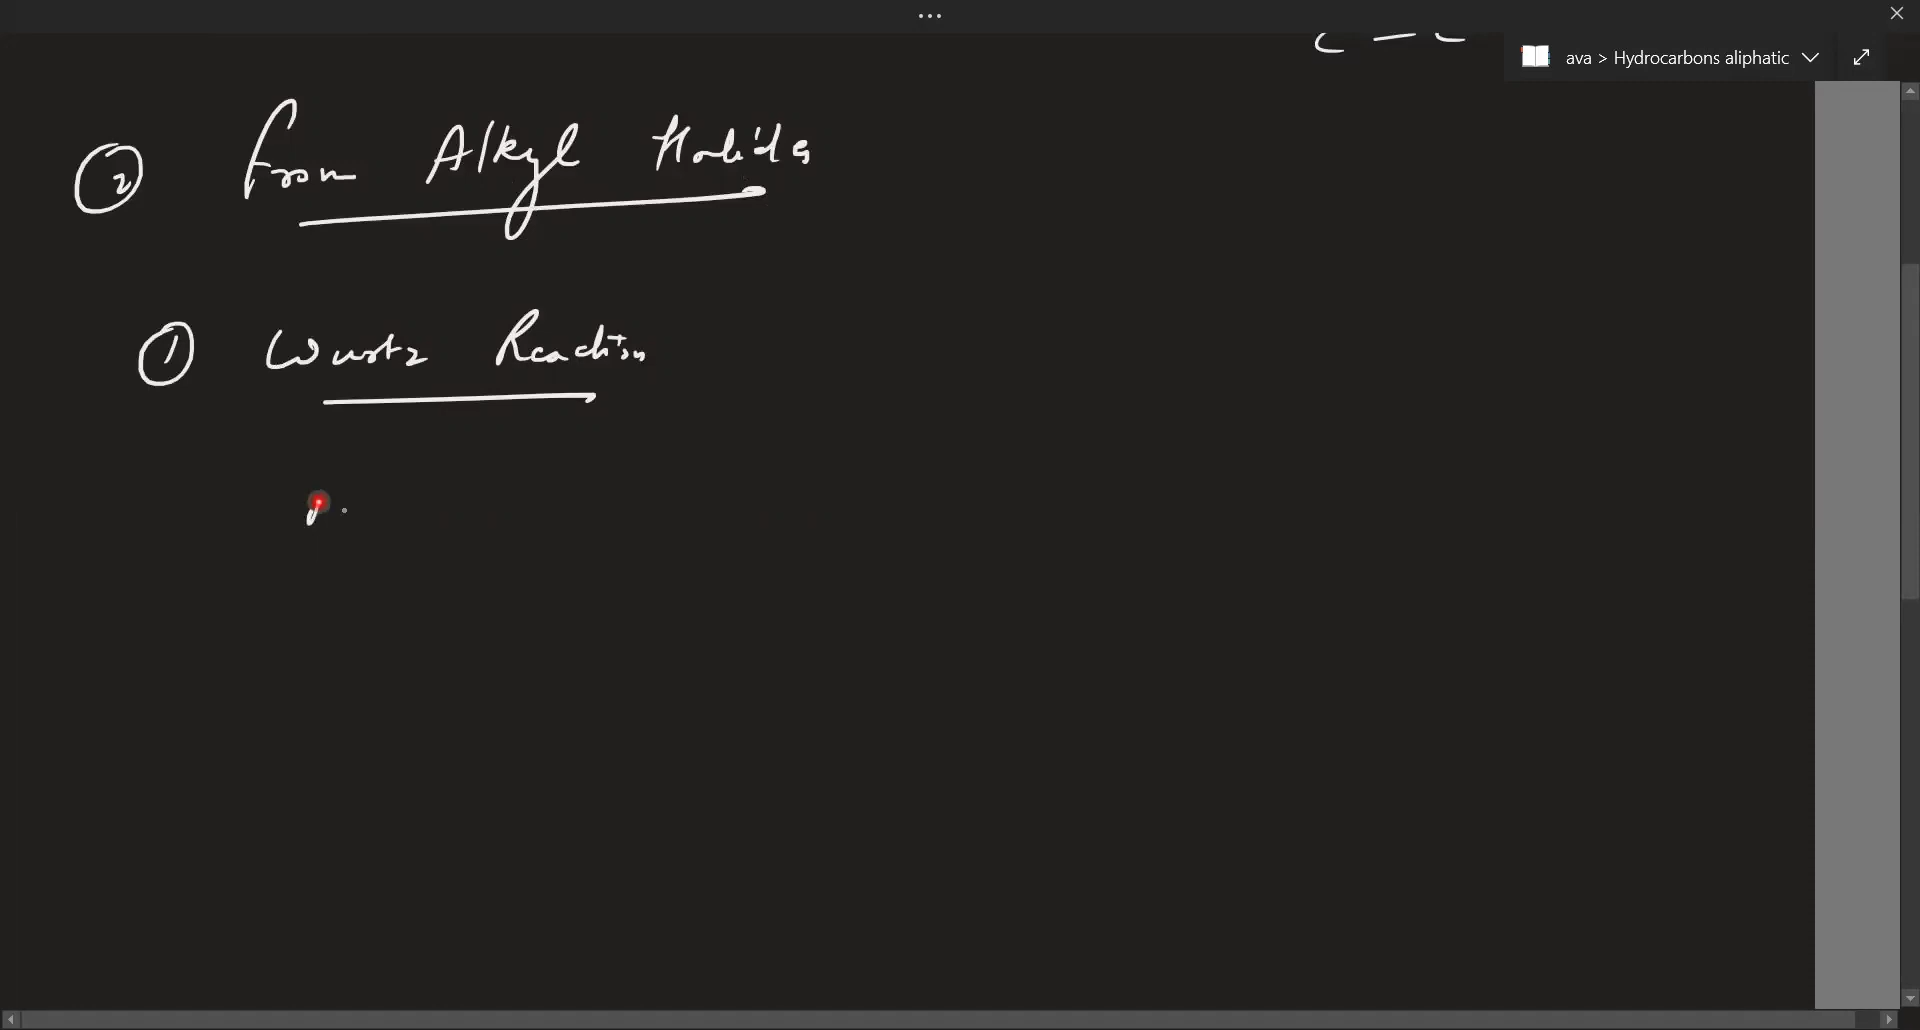 ava > Hydrocarbons aliphatic
② From Alkyl Halides
① Wurtz Reaction